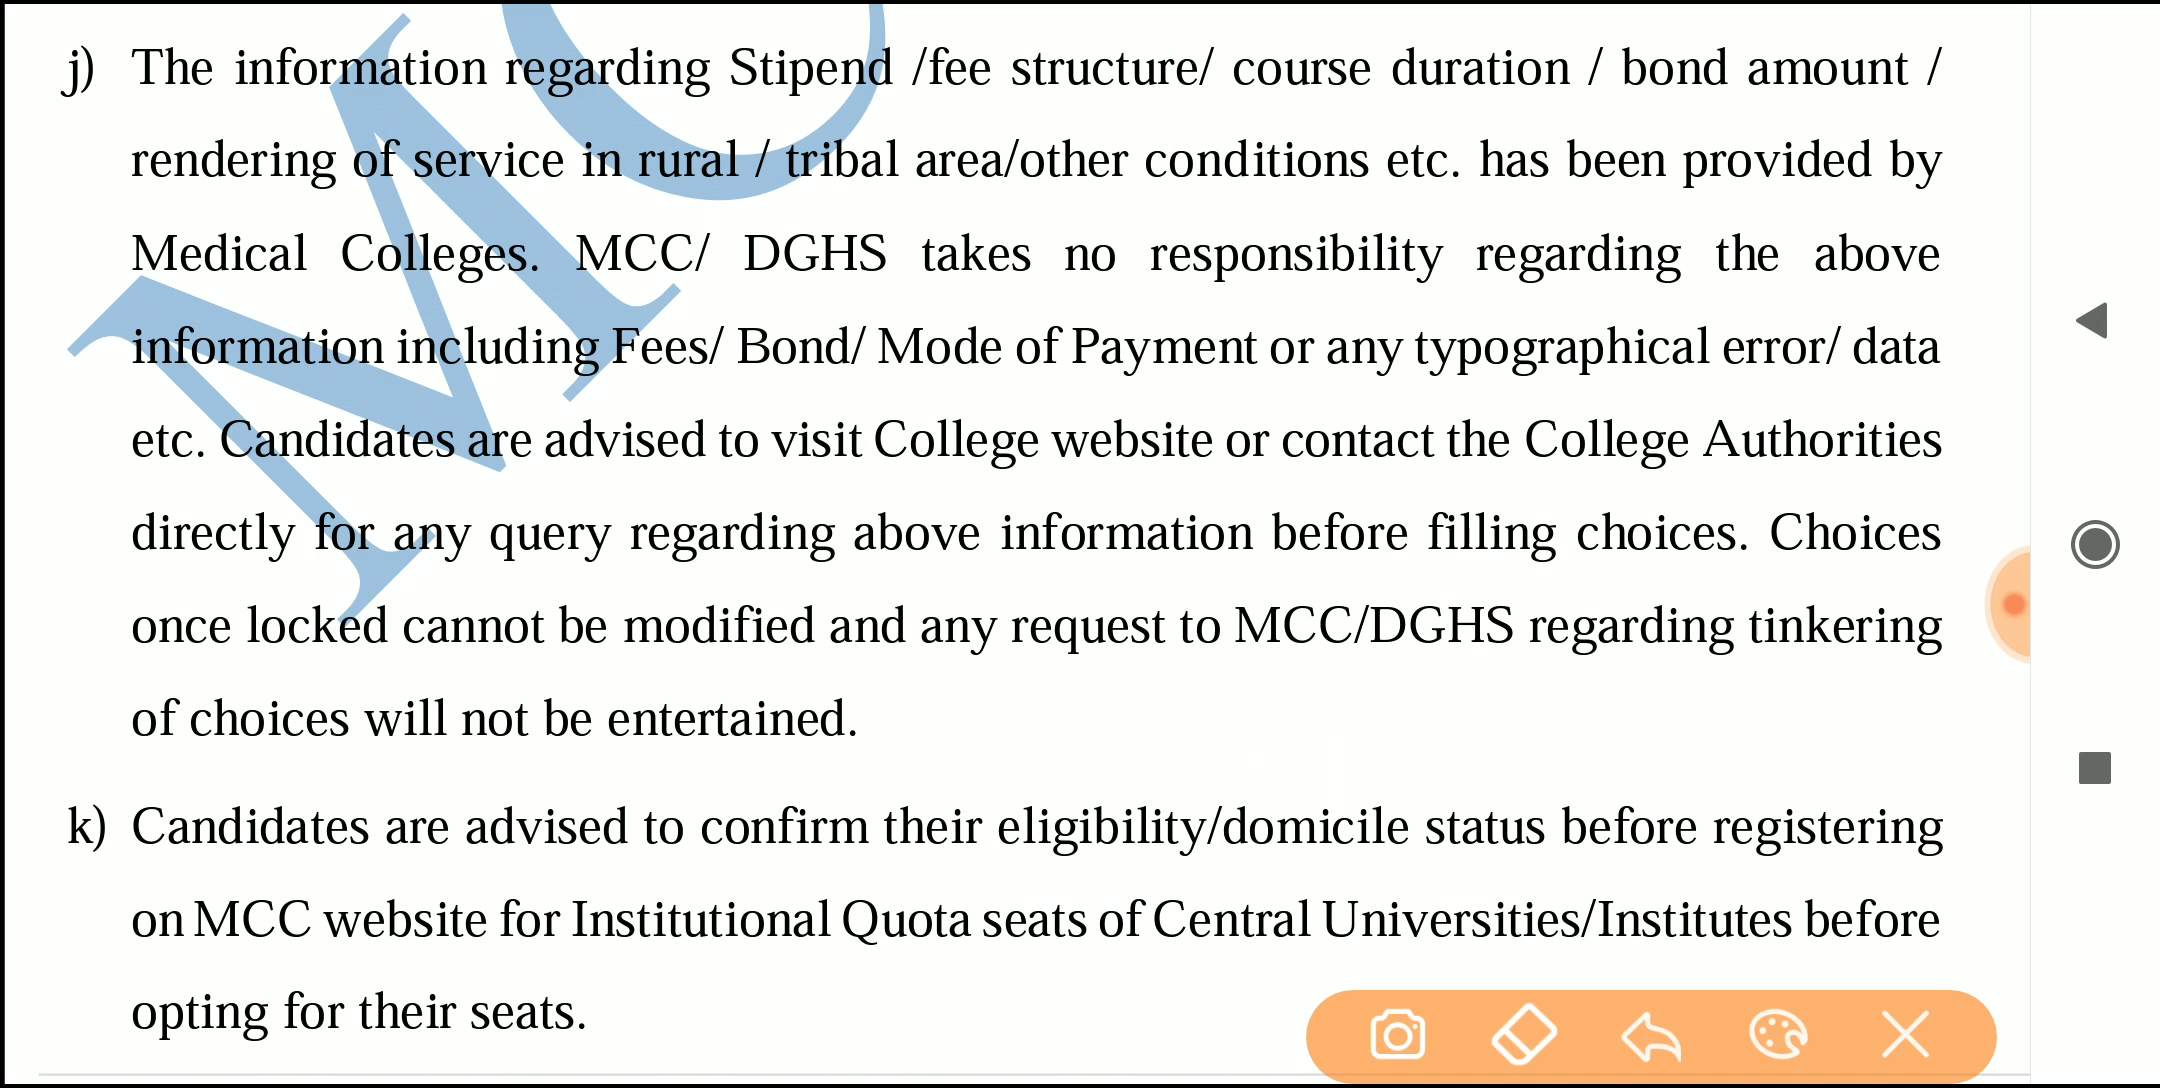 j) The information regarding Stipend /fee structure/ course duration / bond amount /
rendering of service in rural / tribal area/other conditions etc. has been provided by
Medical Colleges. MCC/ DGHS takes no responsibility regarding the above
information including Fees/ Bond/ Mode of Payment or any typographical error/ data
etc. Candidates are advised to visit College website or contact the College Authorities
directly for any query regarding above information before filling choices. Choices
once locked cannot be modified and any request to MCC/DGHS regarding tinkering
of choices will not be entertained.
k) Candidates are advised to confirm their eligibility/domicile status before registering
on MCC website for Institutional Quota seats of Central Universities/Institutes before
opting for their seats.